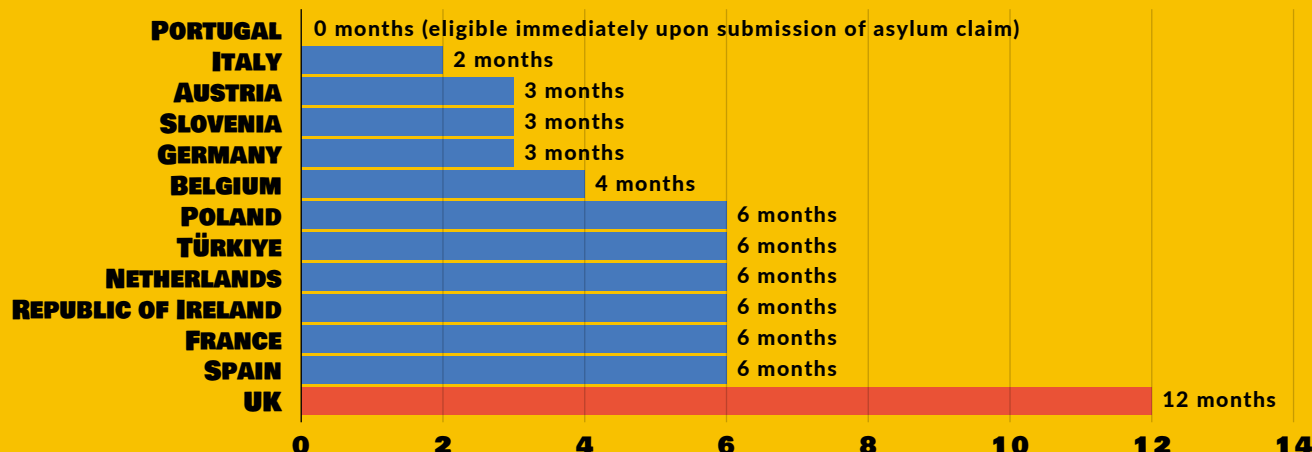 PORTUGAL 0 months (eligible immediately upon submission of asylum claim)
ITALY 2 months
AUSTRIA 3 months
SLOVENIA 3 months
GERMANY 3 months
BELGIUM 4 months
POLAND 6 months
TÜRKIYE 6 months
NETHERLANDS 6 months
REPUBLIC OF IRELAND 6 months
FRANCE 6 months
SPAIN 6 months
UK 12 months
0 2 4 6 8 10 12 14